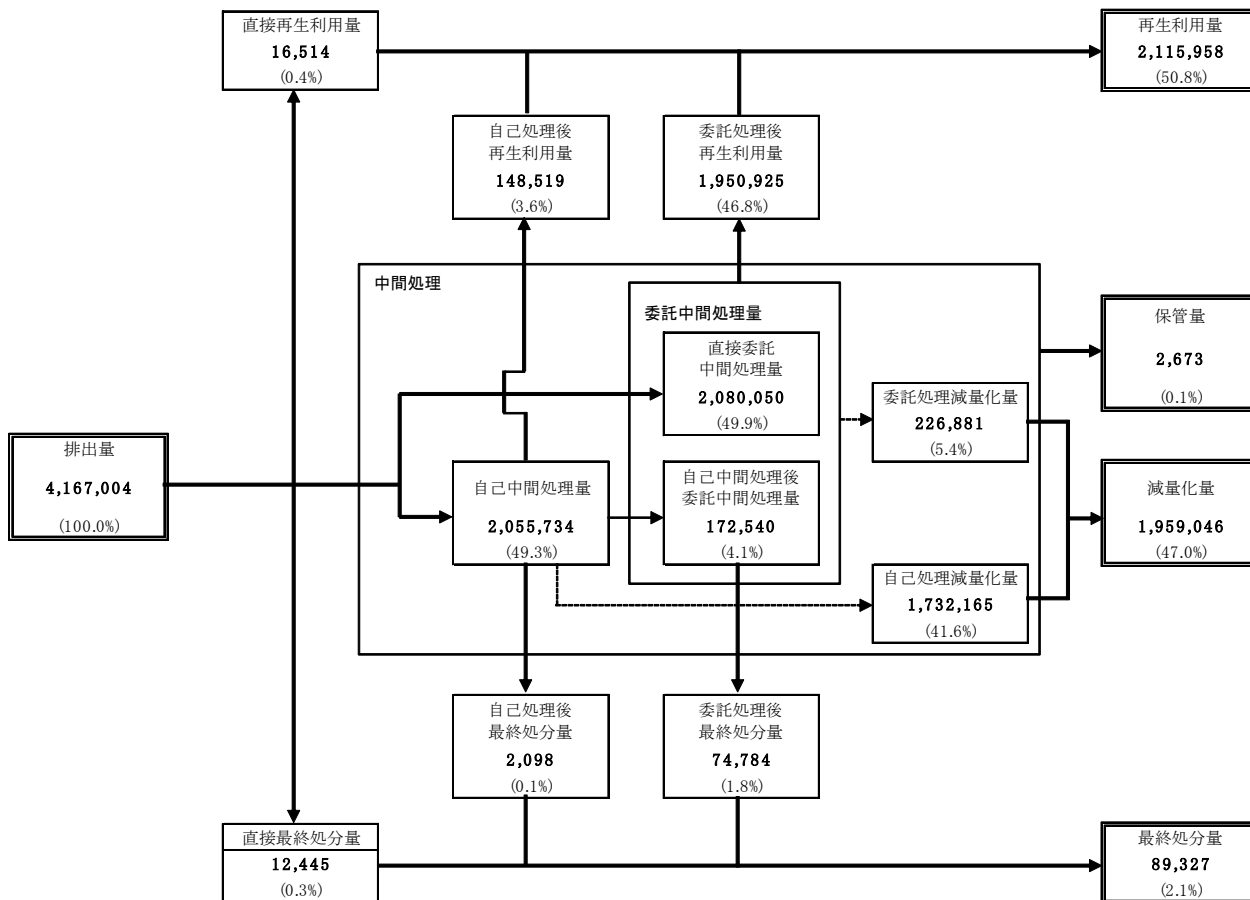 直接再生利用量
16,514
(0.4%)
再生利用量
2,115,958
(50.8%)
自己処理後
再生利用量
148,519
(3.6%)
委託処理後
再生利用量
1,950,925
(46.8%)
中間処理
委託中間処理量
直接委託
中間処理量
2,080,050
(49.9%)
保管量
2,673
(0.1%)
委託処理減量化量
226,881
(5.4%)
排出量
4,167,004
(100.0%)
自己中間処理量
2,055,734
(49.3%)
自己中間処理後
委託中間処理量
172,540
(4.1%)
減量化量
1,959,046
(47.0%)
自己処理減量化量
1,732,165
(41.6%)
自己処理後
最終処分量
2,098
(0.1%)
委託処理後
最終処分量
74,784
(1.8%)
直接最終処分量
12,445
(0.3%)
最終処分量
89,327
(2.1%)